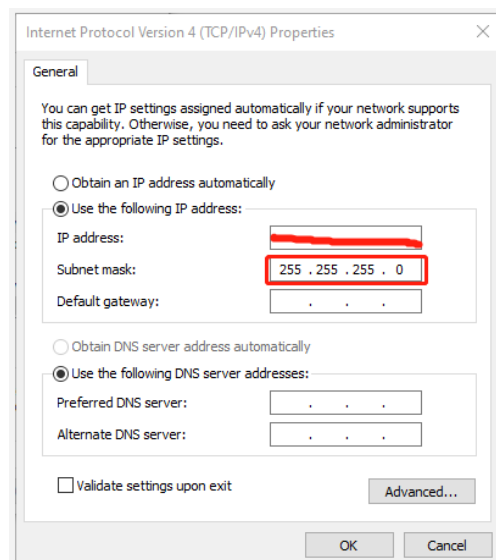 Internet Protocol Version 4 (TCP/IPv4) Properties
General
You can get IP settings assigned automatically if your network supports
this capability. Otherwise, you need to ask your network administrator
for the appropriate IP settings.
Obtain an IP address automatically
Use the following IP address:
IP address:
Subnet mask: 255 . 255 . 255 . 0
Default gateway: . . .
Obtain DNS server address automatically
Use the following DNS server addresses:
Preferred DNS server: . . .
Alternate DNS server: . . .
Validate settings upon exit
Advanced...
OK Cancel